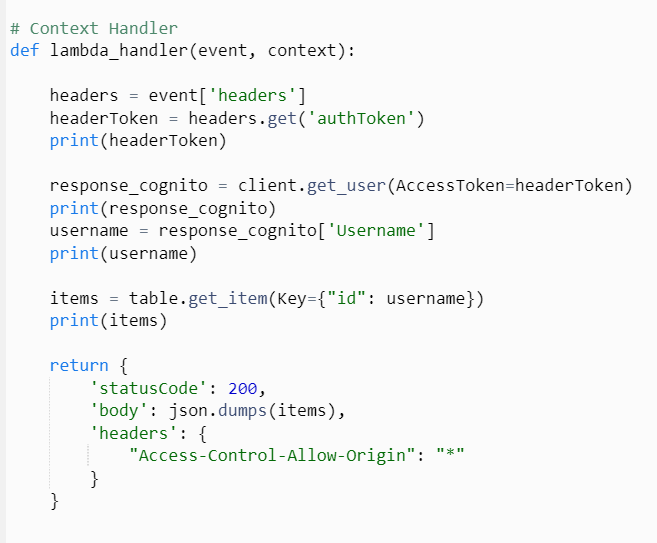 # Context Handler
def lambda_handler(event, context):
headers = event['headers']
headerToken = headers.get('authToken')
print(headerToken)
response_cognito = client.get_user(AccessToken=headerToken)
print(response_cognito)
username = response_cognito['Username']
print(username)
items = table.get_item(Key={"id": username})
print(items)
return {
'statusCode': 200,
'body': json.dumps(items),
'headers': {
"Access-Control-Allow-Origin": "*"
}
}